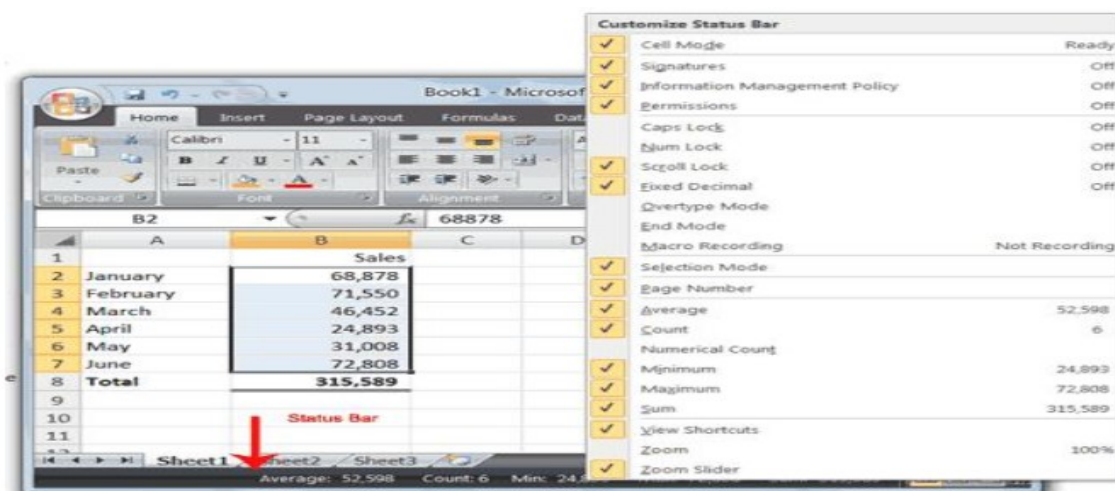 Customize Status Bar
Cell Mode Ready
Signatures Off
Information Management Policy Off
Permissions Off
Caps Lock Off
Num Lock Off
Scroll Lock Off
Fixed Decimal Off
Overtype Mode
End Mode
Macro Recording Not Recording
Selection Mode
Page Number
Average 52,598
Count 6
Numerical Count
Minimum 24,893
Maximum 72,808
Sum 315,589
View Shortcuts
Zoom 100%
Zoom Slider
Book1 - Microsof
Home Insert Page Layout Formulas Dat
Calibri 11
B I U A A
Paste
Clipboard Font Alignment
B2 fx 68878
A B C D
1 Sales
2 January 68,878
3 February 71,550
4 March 46,452
5 April 24,893
6 May 31,008
7 June 72,808
8 Total 315,589
9
10 Status Bar
11
Sheet1 Sheet2 Sheet3
Average: 52,598 Count: 6 Min:
e